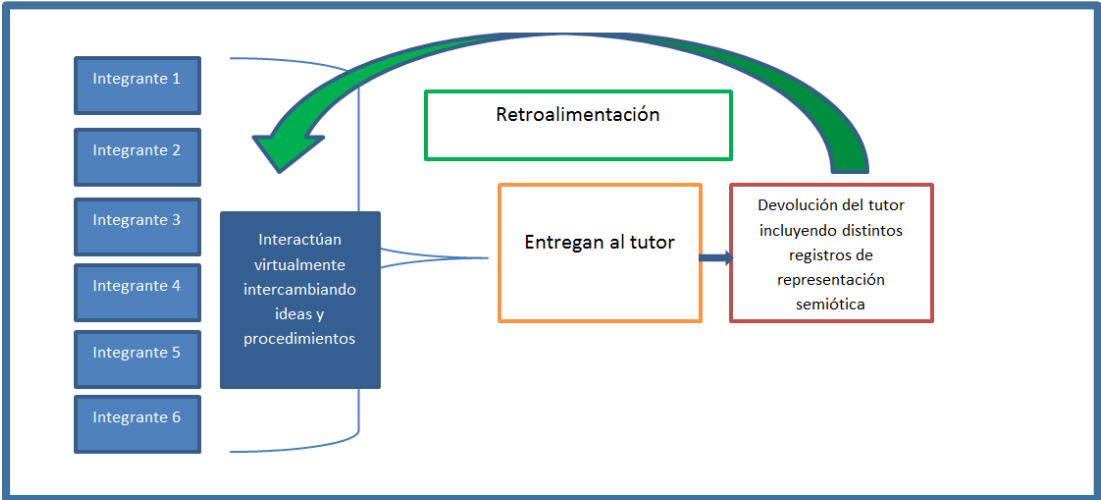 Integrante 1
Integrante 2
Integrante 3
Integrante 4
Integrante 5
Integrante 6
Interactúan
virtualmente
intercambiando
ideas y
procedimientos
Retroalimentación
Entregan al tutor
Devolución del tutor
incluyendo distintos
registros de
representación
semiótica